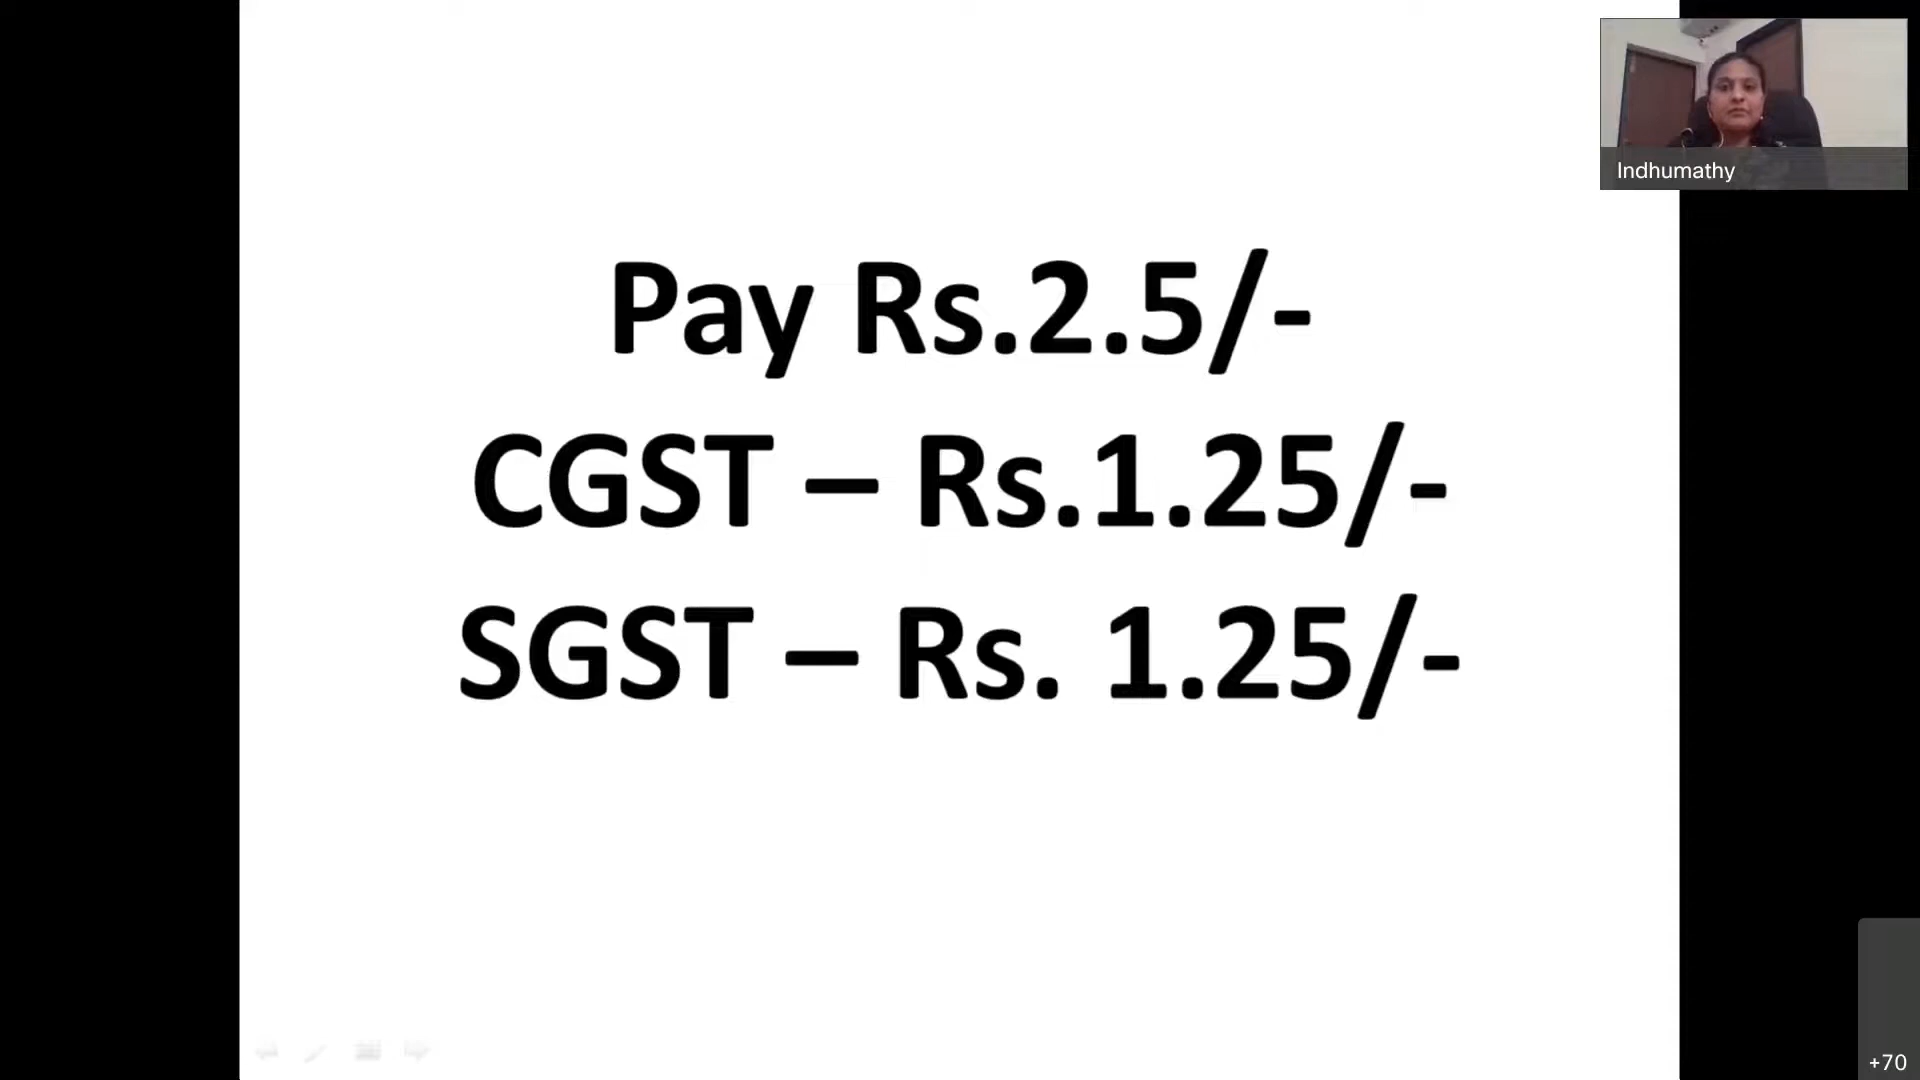 Indhumathy
Pay Rs.2.5/-
CGST – Rs.1.25/-
SGST – Rs. 1.25/-
+70